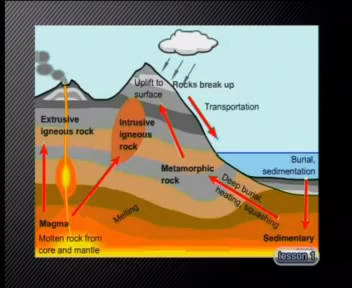 Uplift to
surface
Rocks break up
Transportation
Extrusive
igneous rock
Intrusive
igneous
rock
Burial,
sedimentation
Metamorphic
rock
Deep burial,
heating/squashing
Magma
Molten rock from
core and mantle
Melting
Sedimentary
lesson 1